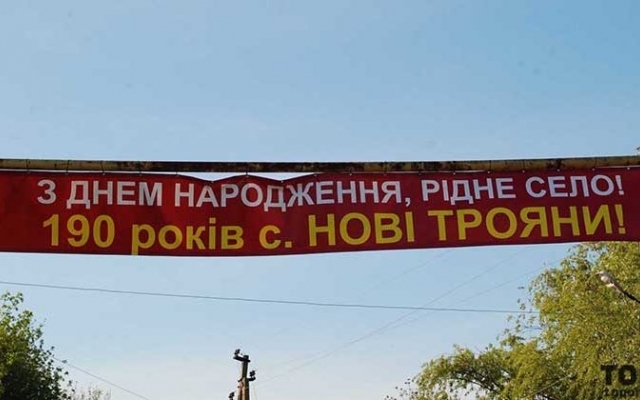 З ДНЕМ НАРОДЖЕННЯ, РІДНЕ СЕЛО!
190 років с. НОВІ ТРОЯНИ!